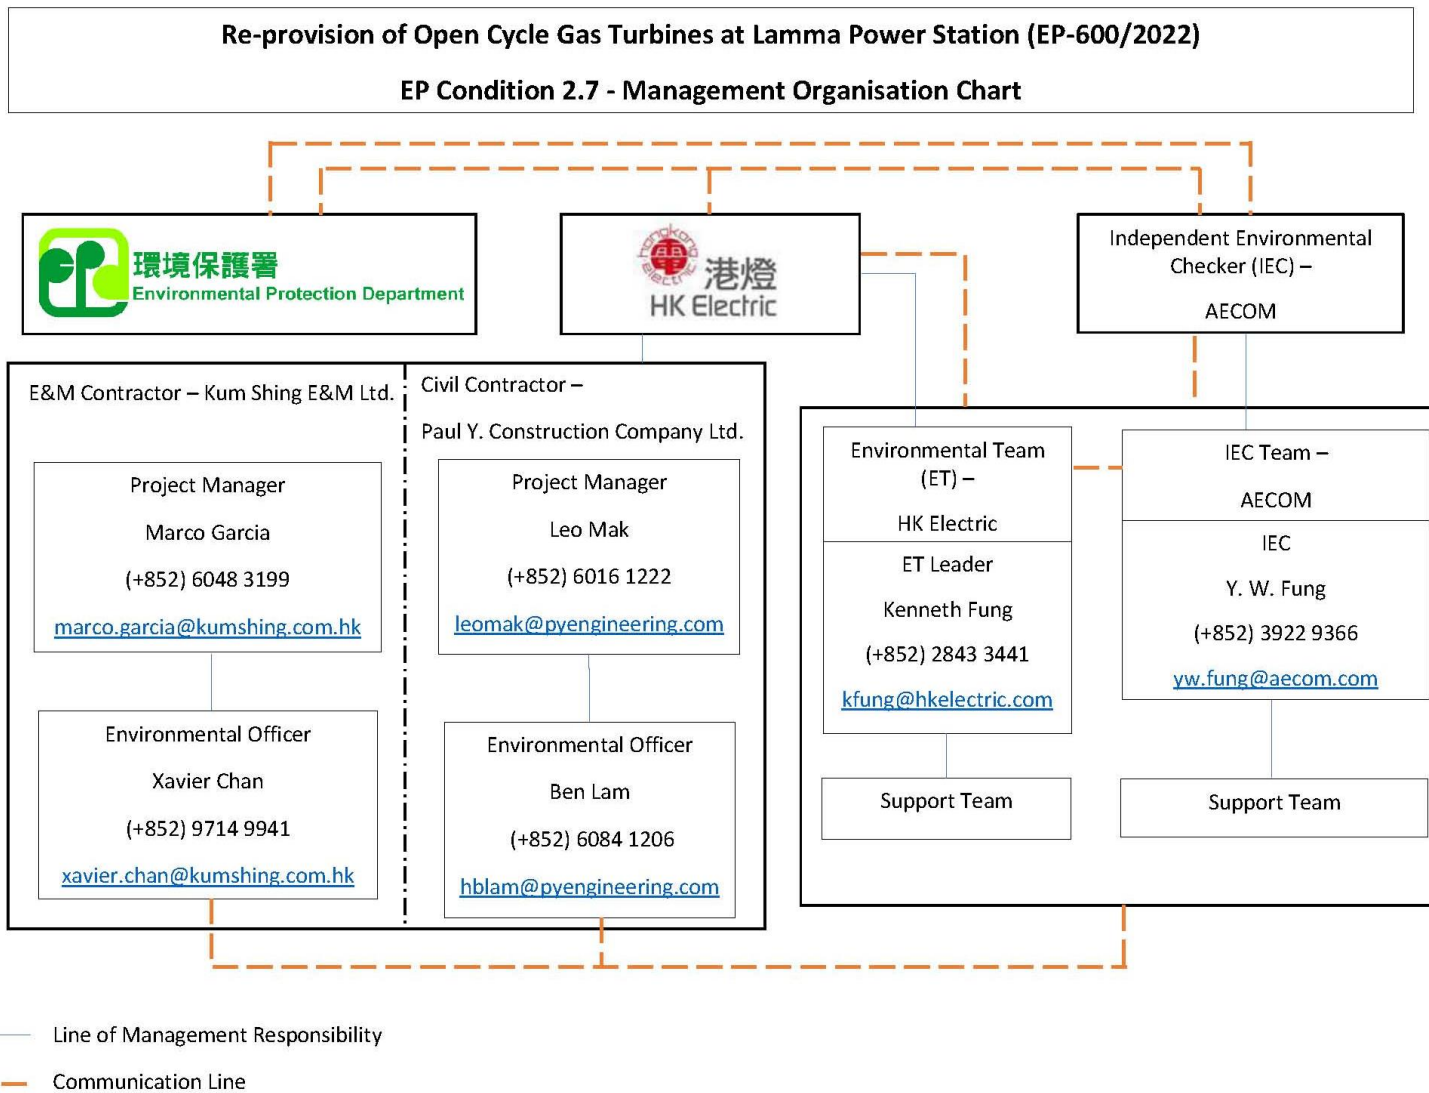 Re-provision of Open Cycle Gas Turbines at Lamma Power Station (EP-600/2022)
EP Condition 2.7 - Management Organisation Chart
環境保護署
Environmental Protection Department
hongkong
電
electric
港燈
HK Electric
Independent Environmental
Checker (IEC) –
AECOM
E&M Contractor – Kum Shing E&M Ltd.
Project Manager
Marco Garcia
(+852) 6048 3199
marco.garcia@kumshing.com.hk
Environmental Officer
Xavier Chan
(+852) 9714 9941
xavier.chan@kumshing.com.hk
Civil Contractor –
Paul Y. Construction Company Ltd.
Project Manager
Leo Mak
(+852) 6016 1222
leomak@pyengineering.com
Environmental Officer
Ben Lam
(+852) 6084 1206
hblam@pyengineering.com
Environmental Team
(ET) –
HK Electric
ET Leader
Kenneth Fung
(+852) 2843 3441
kfung@hkelectric.com
Support Team
IEC Team –
AECOM
IEC
Y. W. Fung
(+852) 3922 9366
yw.fung@aecom.com
Support Team
Line of Management Responsibility
Communication Line